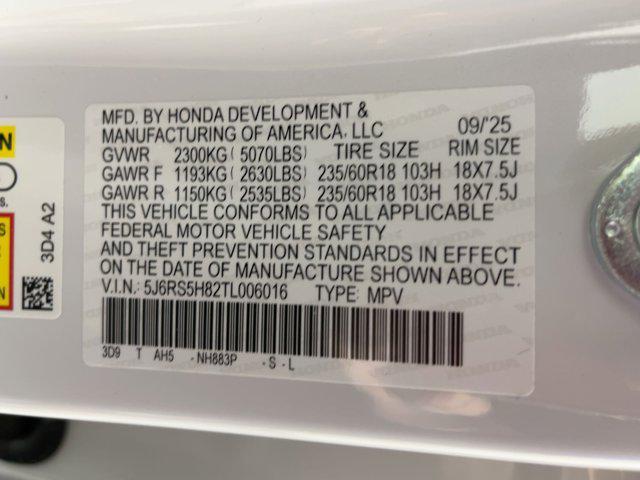 MFD. BY HONDA DEVELOPMENT &
MANUFACTURING OF AMERICA, LLC 09/'25
GVWR 2300KG ( 5070LBS) TIRE SIZE RIM SIZE
GAWR F 1193KG ( 2630LBS) 235/60R18 103H 18X7.5J
GAWR R 1150KG ( 2535LBS) 235/60R18 103H 18X7.5J
THIS VEHICLE CONFORMS TO ALL APPLICABLE
FEDERAL MOTOR VEHICLE SAFETY
AND THEFT PREVENTION STANDARDS IN EFFECT
ON THE DATE OF MANUFACTURE SHOWN ABOVE.
V.I.N.: 5J6RS5H82TL006016 TYPE: MPV
3D9 T AH5 -NH883P -S -L
3D4 A2